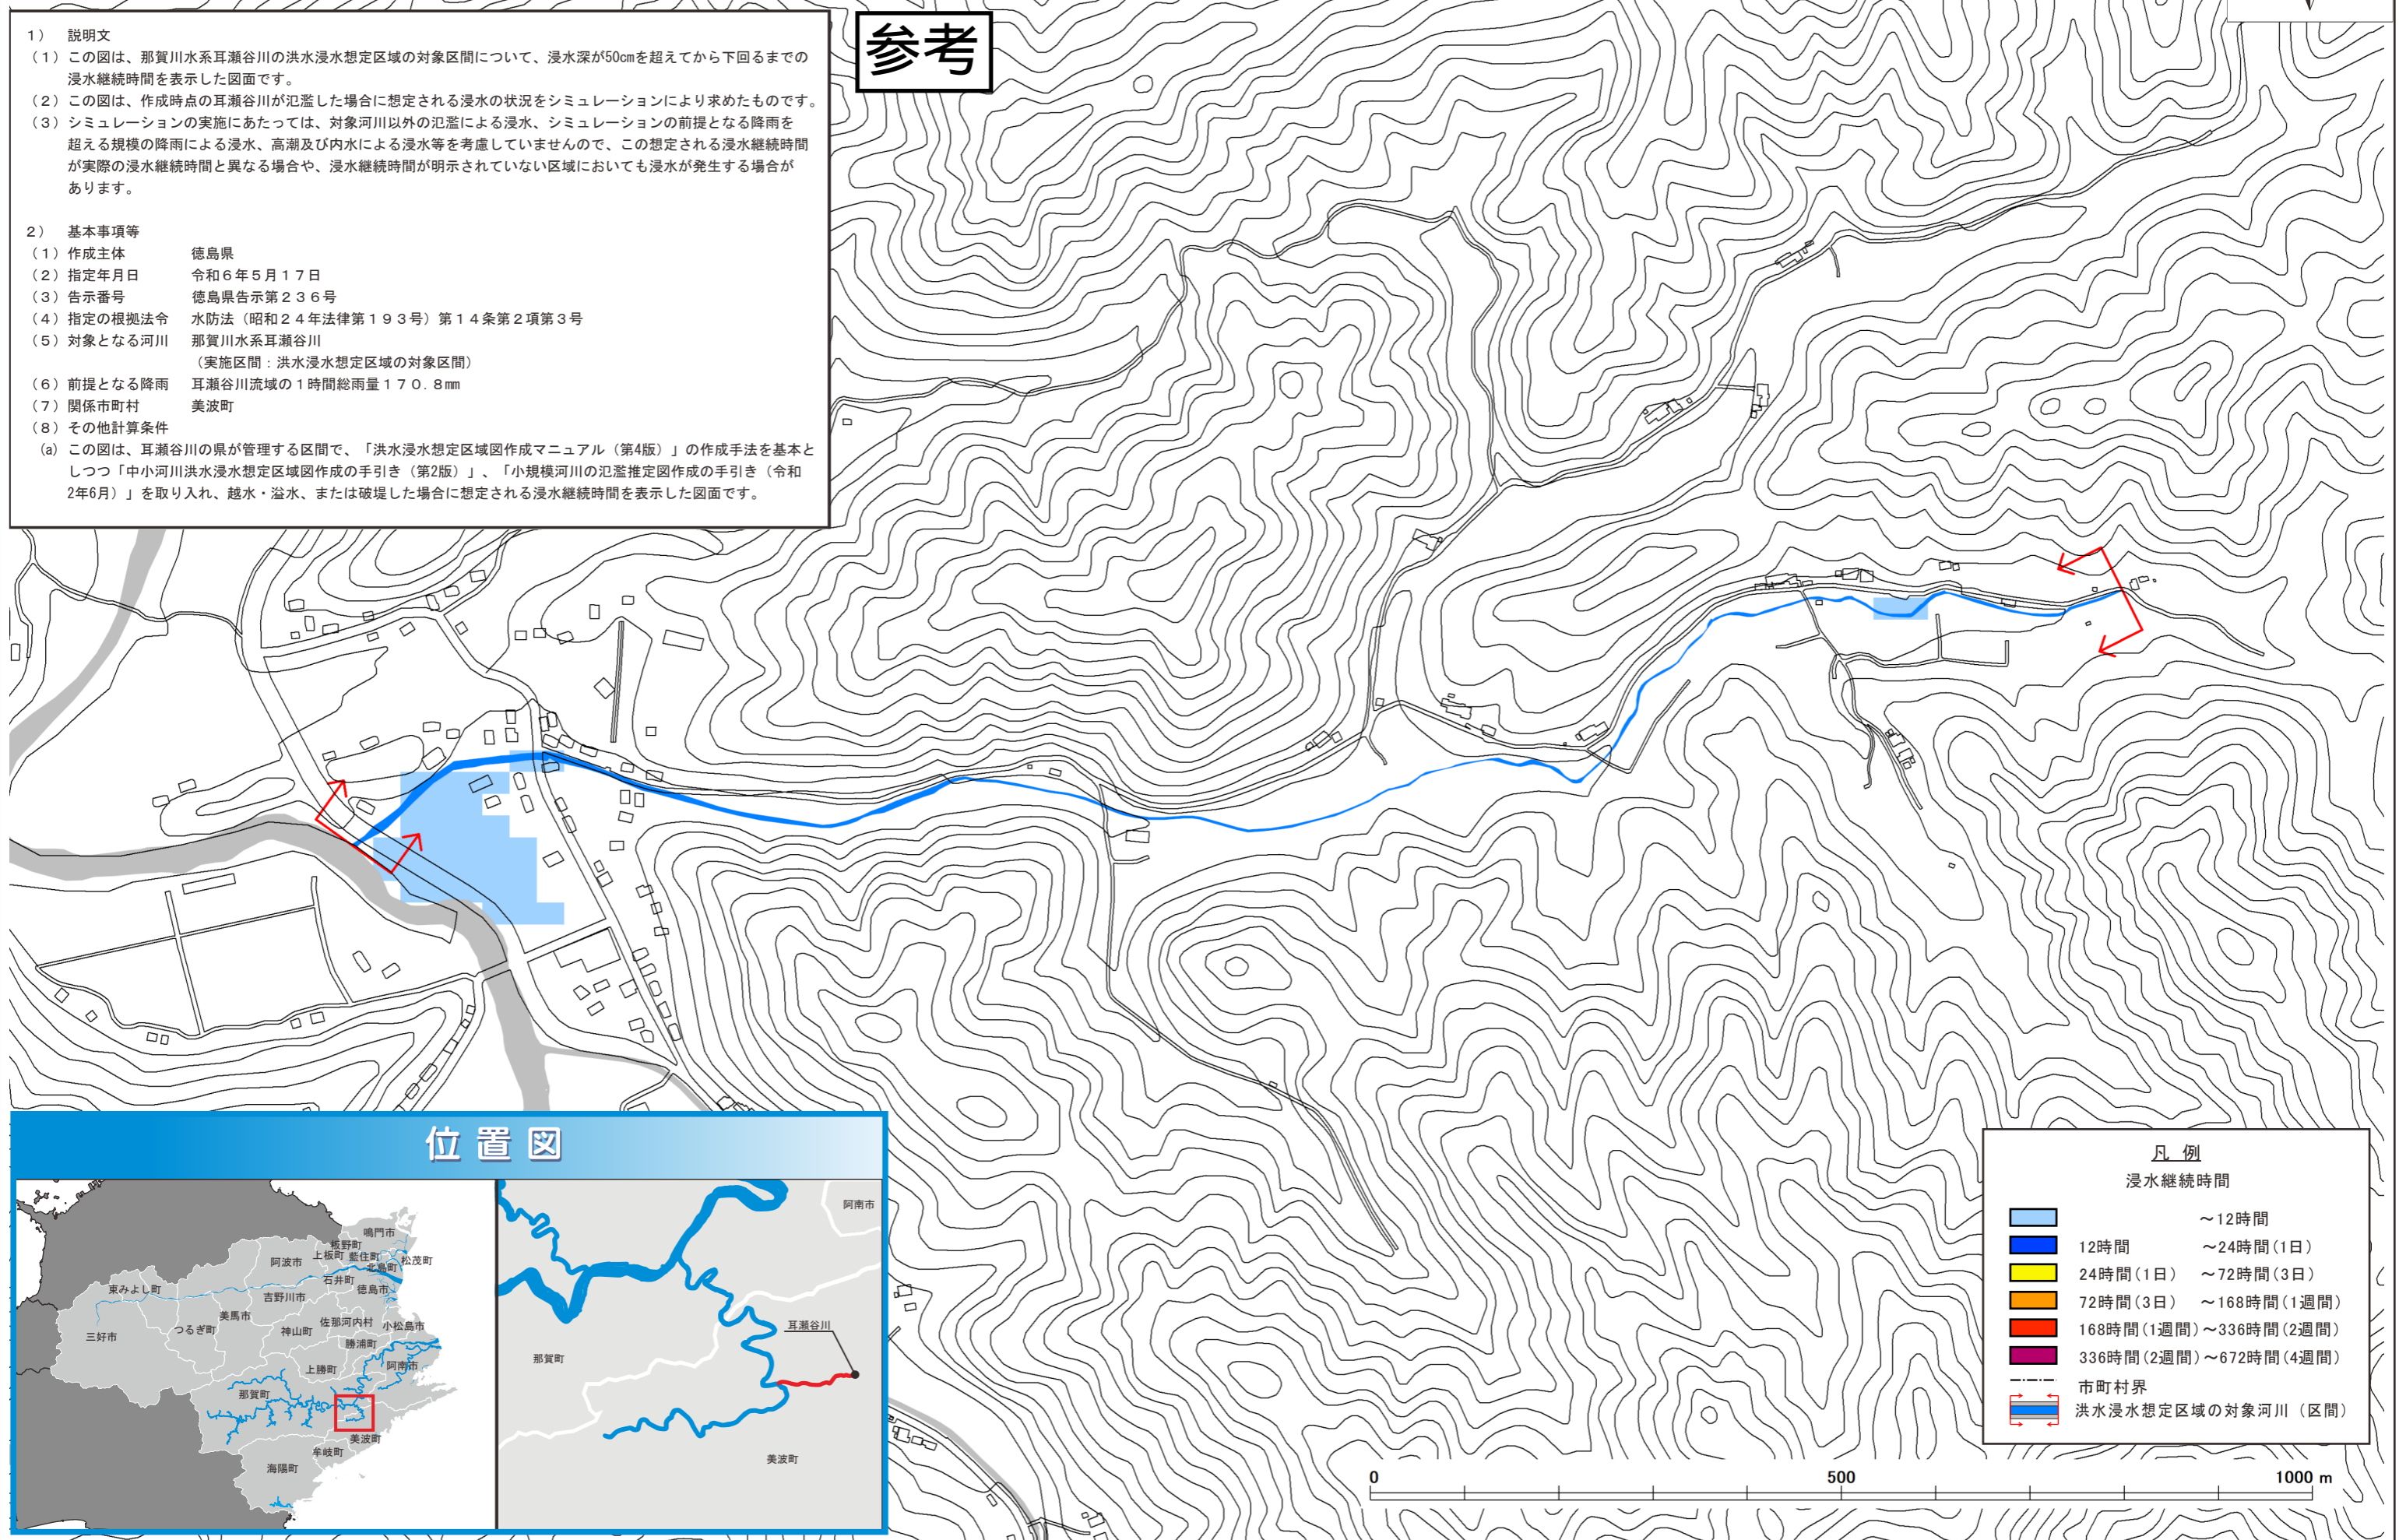 参考
1)　説明文
(1) この図は、那賀川水系耳瀬谷川の洪水浸水想定区域の対象区間について、浸水深が50cmを超えてから下回るまでの
浸水継続時間を表示した図面です。
(2) この図は、作成時点の耳瀬谷川が氾濫した場合に想定される浸水の状況をシミュレーションにより求めたものです。
(3) シミュレーションの実施にあたっては、対象河川以外の氾濫による浸水、シミュレーションの前提となる降雨を
超える規模の降雨による浸水、高潮及び内水による浸水等を考慮していませんので、この想定される浸水継続時間
が実際の浸水継続時間と異なる場合や、浸水継続時間が明示されていない区域においても浸水が発生する場合が
あります。
2)　基本事項等
(1) 作成主体　徳島県
(2) 指定年月日　令和６年５月１７日
(3) 告示番号　徳島県告示第２３６号
(4) 指定の根拠法令　水防法（昭和２４年法律第１９３号）第１４条第２項第３号
(5) 対象となる河川　那賀川水系耳瀬谷川
（実施区間：洪水浸水想定区域の対象区間）
(6) 前提となる降雨　耳瀬谷川流域の１時間総雨量１７０.８㎜
(7) 関係市町村　美波町
(8) その他計算条件
(a) この図は、耳瀬谷川の県が管理する区間で、「洪水浸水想定区域図作成マニュアル（第4版）」の作成手法を基本と
しつつ「中小河川洪水浸水想定区域図作成の手引き（第2版）」、「小規模河川の氾濫推定図作成の手引き（令和
2年6月）」を取り入れ、越水・溢水、または破堤した場合に想定される浸水継続時間を表示した図面です。
位置図
鳴門市
板野町
上板町
藍住町
松茂町
北島町
阿波市
石井町
徳島市
東みよし町
吉野川市
美馬市
つるぎ町
佐那河内村
小松島市
神山町
三好市
勝浦町
上勝町
阿南市
那賀町
美波町
牟岐町
海陽町
阿南市
耳瀬谷川
那賀町
美波町
凡 例
浸水継続時間
～12時間
12時間　～24時間(1日)
24時間(1日)　～72時間(3日)
72時間(3日)　～168時間(1週間)
168時間(1週間)～336時間(2週間)
336時間(2週間)～672時間(4週間)
市町村界
洪水浸水想定区域の対象河川（区間）
0　500　1000 m